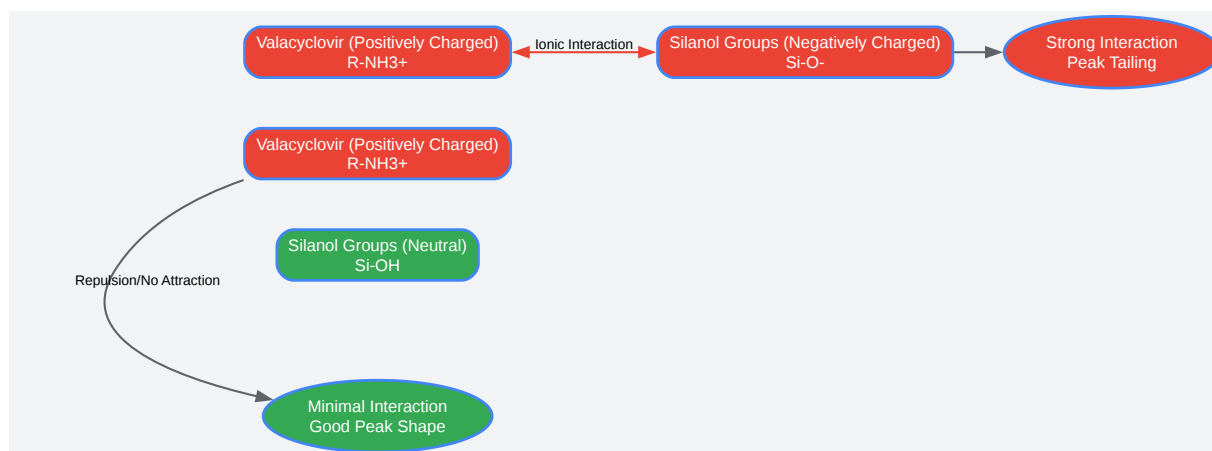 Valacyclovir (Positively Charged)
R-NH3+
Ionic Interaction
Silanol Groups (Negatively Charged)
Si-O-
Strong Interaction
Peak Tailing
Valacyclovir (Positively Charged)
R-NH3+
Silanol Groups (Neutral)
Si-OH
Repulsion/No Attraction
Minimal Interaction
Good Peak Shape